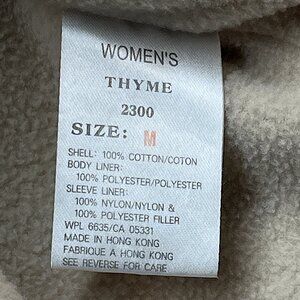 WOMEN'S
THYME
2300
SIZE: M
SHELL: 100% COTTON/COTON
BODY LINER:
100% POLYESTER/POLYESTER
SLEEVE LINER:
100% NYLON/NYLON &
100% POLYESTER FILLER
WPL 6635/CA 05331
MADE IN HONG KONG
FABRIQUE À HONG KONG
SEE REVERSE FOR CARE